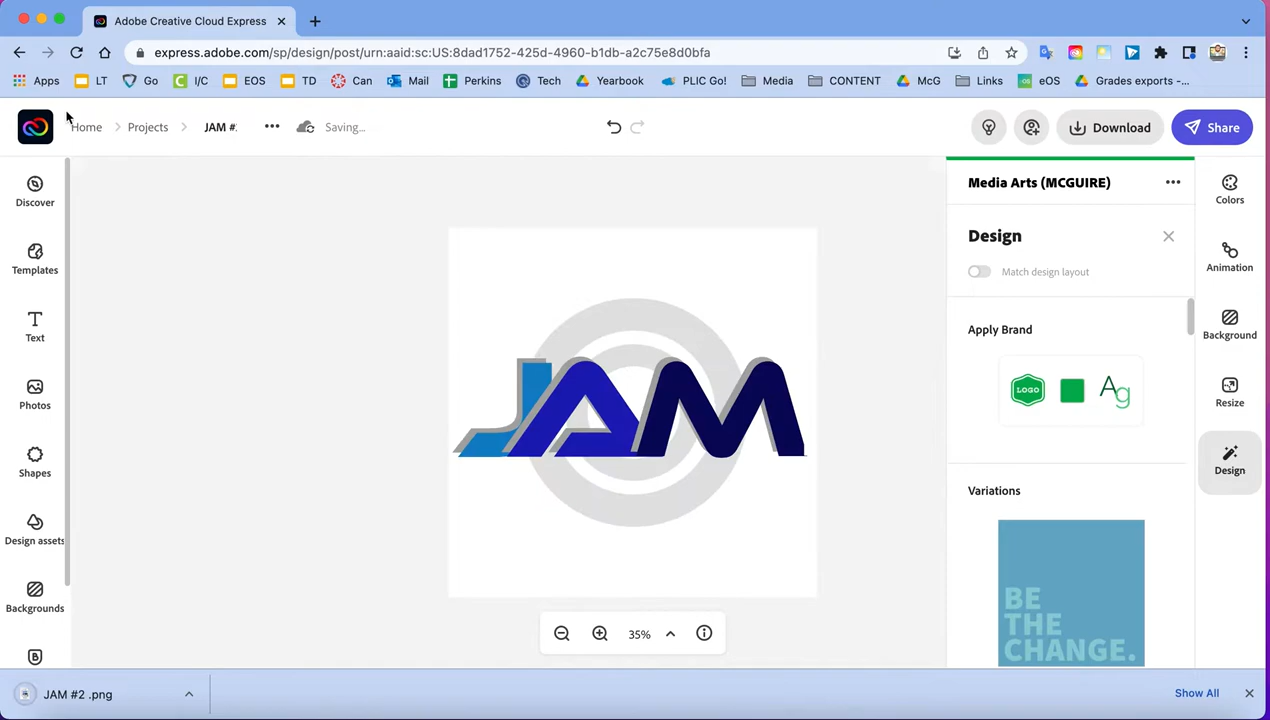 Adobe Creative Cloud Express
express.adobe.com/sp/design/post/urn:aaid:sc:US:8dad1752-425d-4960-b1db-a2c75e8d0bfa
Apps LT Go I/C EOS TD Can Mail Perkins Tech Yearbook PLIC Go! Media CONTENT McG Links eOS Grades exports -...
Home Projects JAM #: Saving... Download Share
Discover
Templates
Text
Photos
Shapes
Design assets
Backgrounds
JAM
35%
Media Arts (MCGUIRE)
Design
Match design layout
Apply Brand
LOGO
Ag
Variations
BE
THE
CHANGE.
Colors
Animation
Background
Resize
Design
JAM #2 .png
Show All